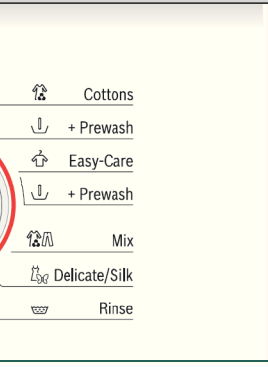 Cottons
+ Prewash
Easy-Care
+ Prewash
Mix
Delicate/Silk
Rinse